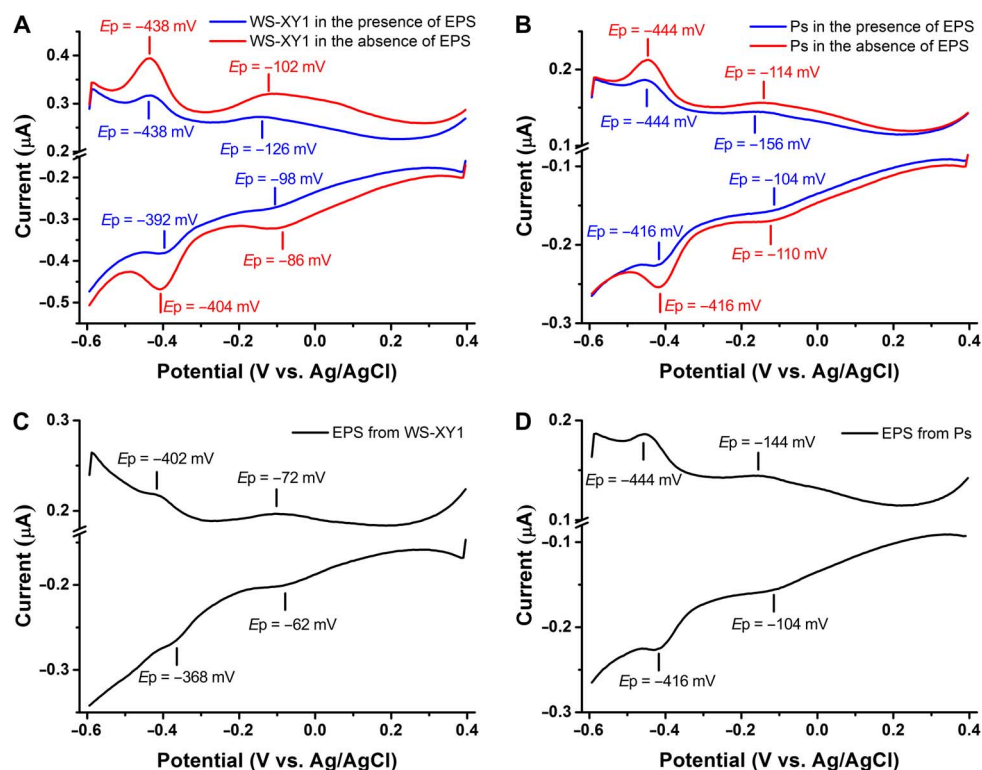 A
Ep = −438 mV
WS-XY1 in the presence of EPS
WS-XY1 in the absence of EPS
0.4
Ep = −102 mV
0.3
Ep = −438 mV
Ep = −126 mV
0.2
Current (µA)
−0.2
Ep = −98 mV
Ep = −392 mV
−0.3
−0.4
Ep = −86 mV
−0.5
Ep = −404 mV
−0.6 −0.4 −0.2 0.0 0.2 0.4
Potential (V vs. Ag/AgCl)
B
Ep = −444 mV
Ps in the presence of EPS
Ps in the absence of EPS
0.2
Ep = −114 mV
Ep = −444 mV
Ep = −156 mV
0.1
Current (µA)
−0.1
Ep = −104 mV
Ep = −416 mV
−0.2
Ep = −110 mV
Ep = −416 mV
−0.3
−0.6 −0.4 −0.2 0.0 0.2 0.4
Potential (V vs. Ag/AgCl)
C
0.3
EPS from WS-XY1
Ep = −402 mV
Ep = −72 mV
0.2
Current (µA)
−0.2
Ep = −62 mV
−0.3
Ep = −368 mV
−0.6 −0.4 −0.2 0.0 0.2 0.4
Potential (V vs. Ag/AgCl)
D
0.2
EPS from Ps
Ep = −144 mV
Ep = −444 mV
0.1
Current (µA)
−0.1
Ep = −104 mV
−0.2
Ep = −416 mV
−0.3
−0.6 −0.4 −0.2 0.0 0.2 0.4
Potential (V vs. Ag/AgCl)